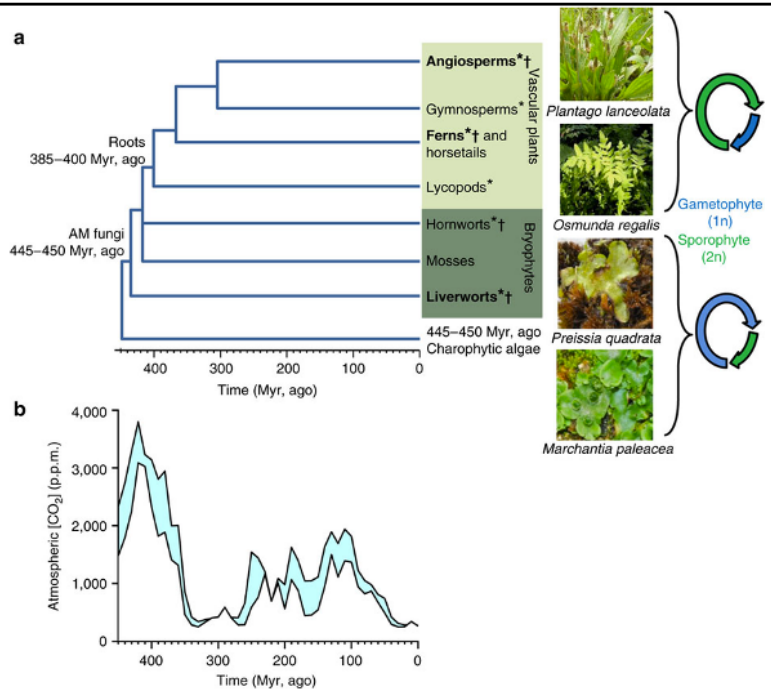 a
Angiosperms*†
Gymnosperms*
Ferns*† and
horsetails
Lycopods*
Vascular plants
Hornworts*†
Mosses
Liverworts*†
Bryophytes
445–450 Myr, ago
Charophytic algae
Roots
385–400 Myr, ago
AM fungi
445–450 Myr, ago
400 300 200 100 0
Time (Myr, ago)
Plantago lanceolata
Osmunda regalis
Gametophyte
(1n)
Sporophyte
(2n)
Preissia quadrata
Marchantia paleacea
b
Atmospheric [CO₂] (p.p.m.)
4,000
3,000
2,000
1,000
0
400 300 200 100 0
Time (Myr, ago)